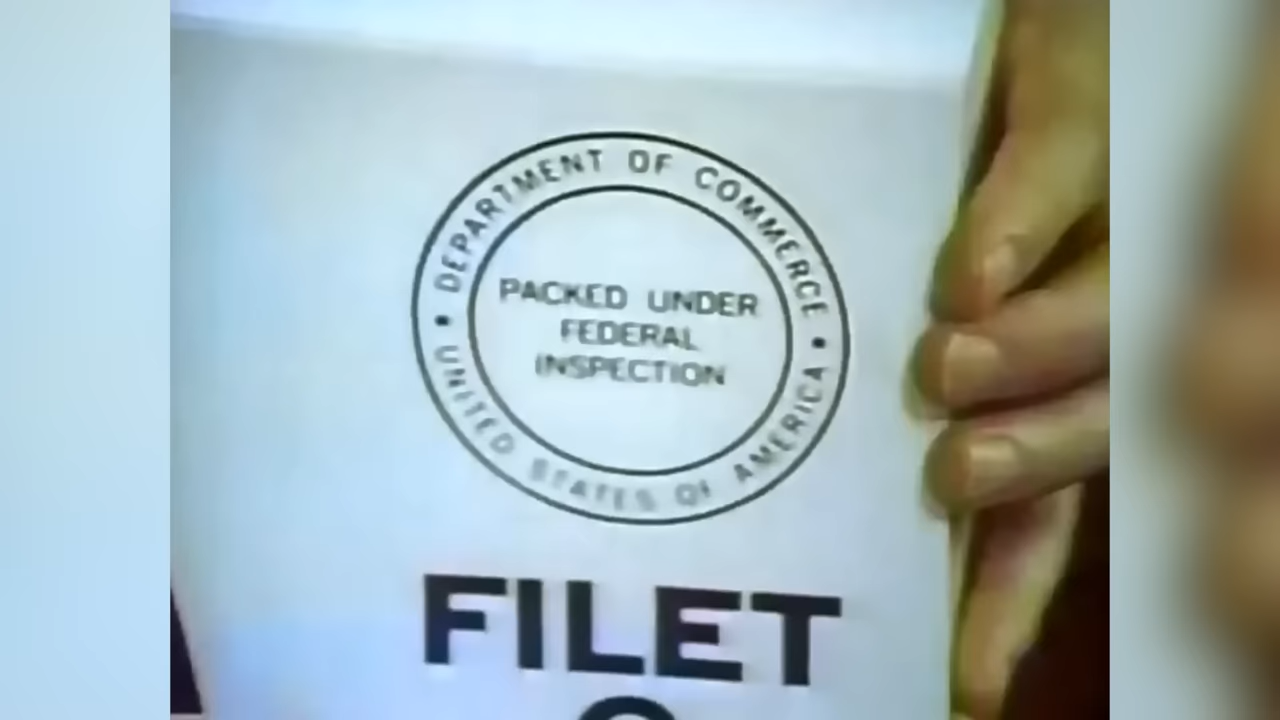 DEPARTMENT OF COMMERCE
PACKED UNDER
FEDERAL
INSPECTION
UNITED STATES OF AMERICA
FILET